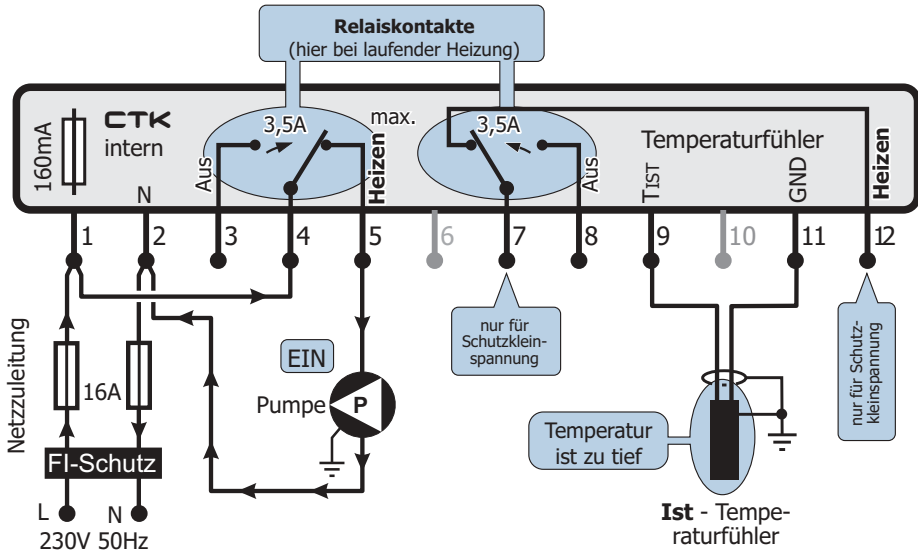 Relaiskontakte
(hier bei laufender Heizung)
160mA
CTK
intern
N
Aus
3,5A
max.
Heizen
3,5A
Aus
Temperaturfühler
TIST
GND
Heizen
1
2
3
4
5
6
7
8
9
10
11
12
nur für
Schutzklein-
spannung
nur für Schutz-
kleinspannung
Netzzuleitung
16A
EIN
Pumpe
P
FI-Schutz
Temperatur
ist zu tief
L
N
230V 50Hz
Ist - Tempe-
raturfühler